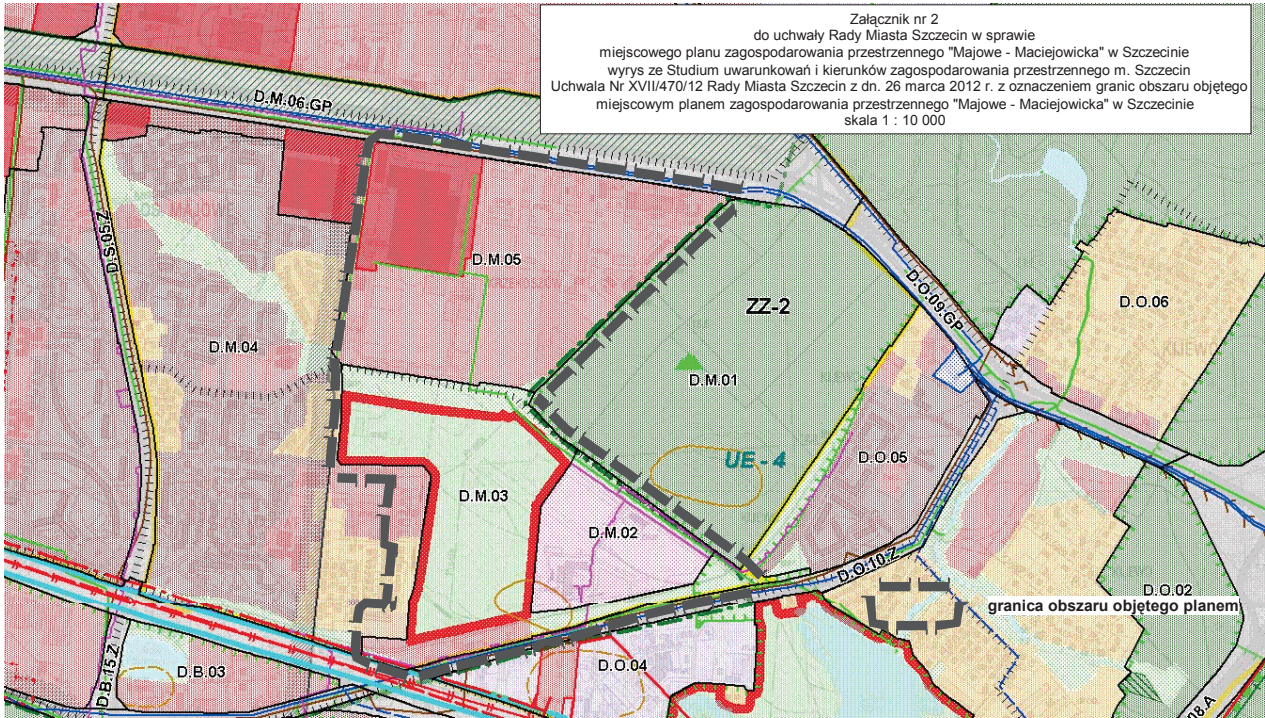 Załącznik nr 2
do uchwały Rady Miasta Szczecin w sprawie
miejscowego planu zagospodarowania przestrzennego "Majowe - Maciejowicka" w Szczecinie
wyrys ze Studium uwarunkowań i kierunków zagospodarowania przestrzennego m. Szczecin
Uchwala Nr XVII/470/12 Rady Miasta Szczecin z dn. 26 marca 2012 r. z oznaczeniem granic obszaru objętego
miejscowym planem zagospodarowania przestrzennego "Majowe - Maciejowicka" w Szczecinie
skala 1 : 10 000
D.M.06.GP
OS. MAJOWE
D.S.05.Z
D.M.05
D.O.09.GP
ZZ-2
D.O.06
KIJEWO
D.M.04
D.M.01
UE - 4
D.O.05
D.M.03
D.M.02
D.O.10.Z
D.O.02
granica obszaru objętego planem
D.O.04
D.B.03
D.B.15.Z
08.A